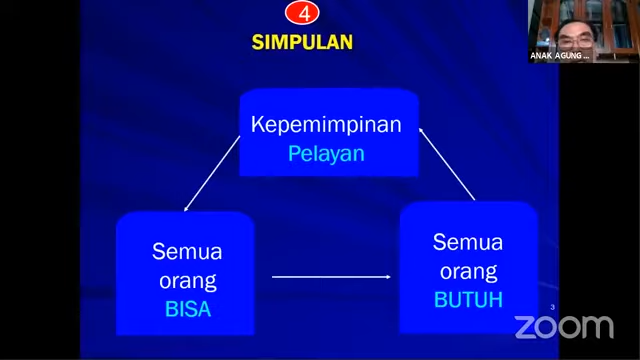 4
SIMPULAN
ANAK AGUNG ...
Kepemimpinan
Pelayan
Semua
orang
BISA
Semua
orang
BUTUH
3
zoom